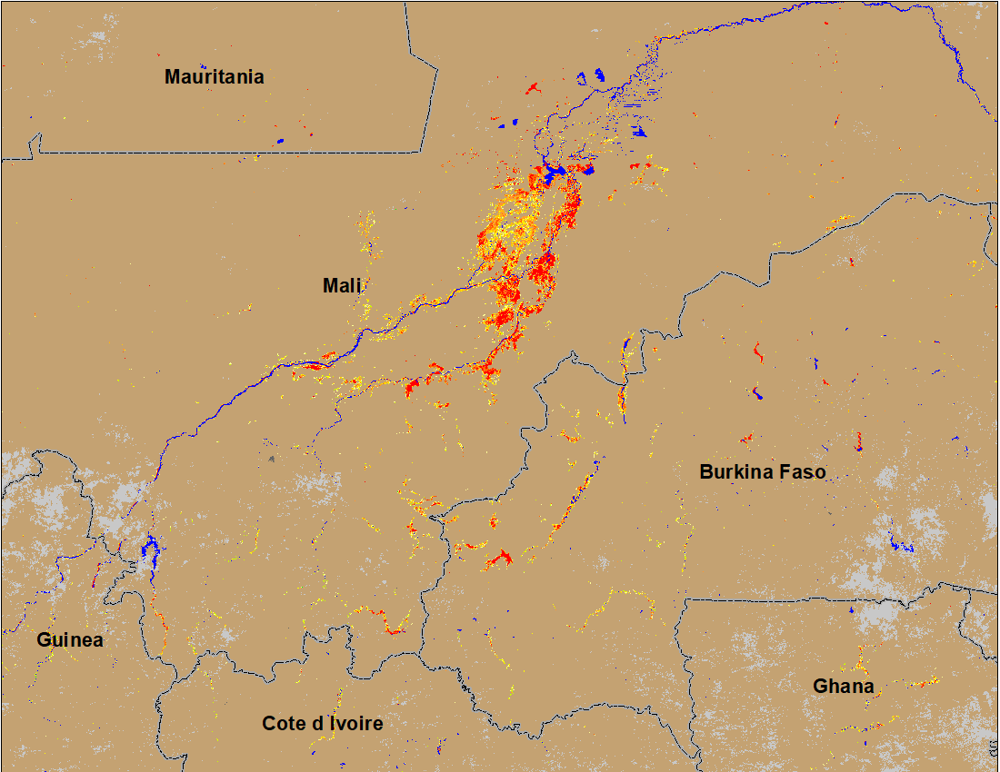 Mauritania
Mali
Burkina Faso
Guinea
Ghana
Cote d Ivoire